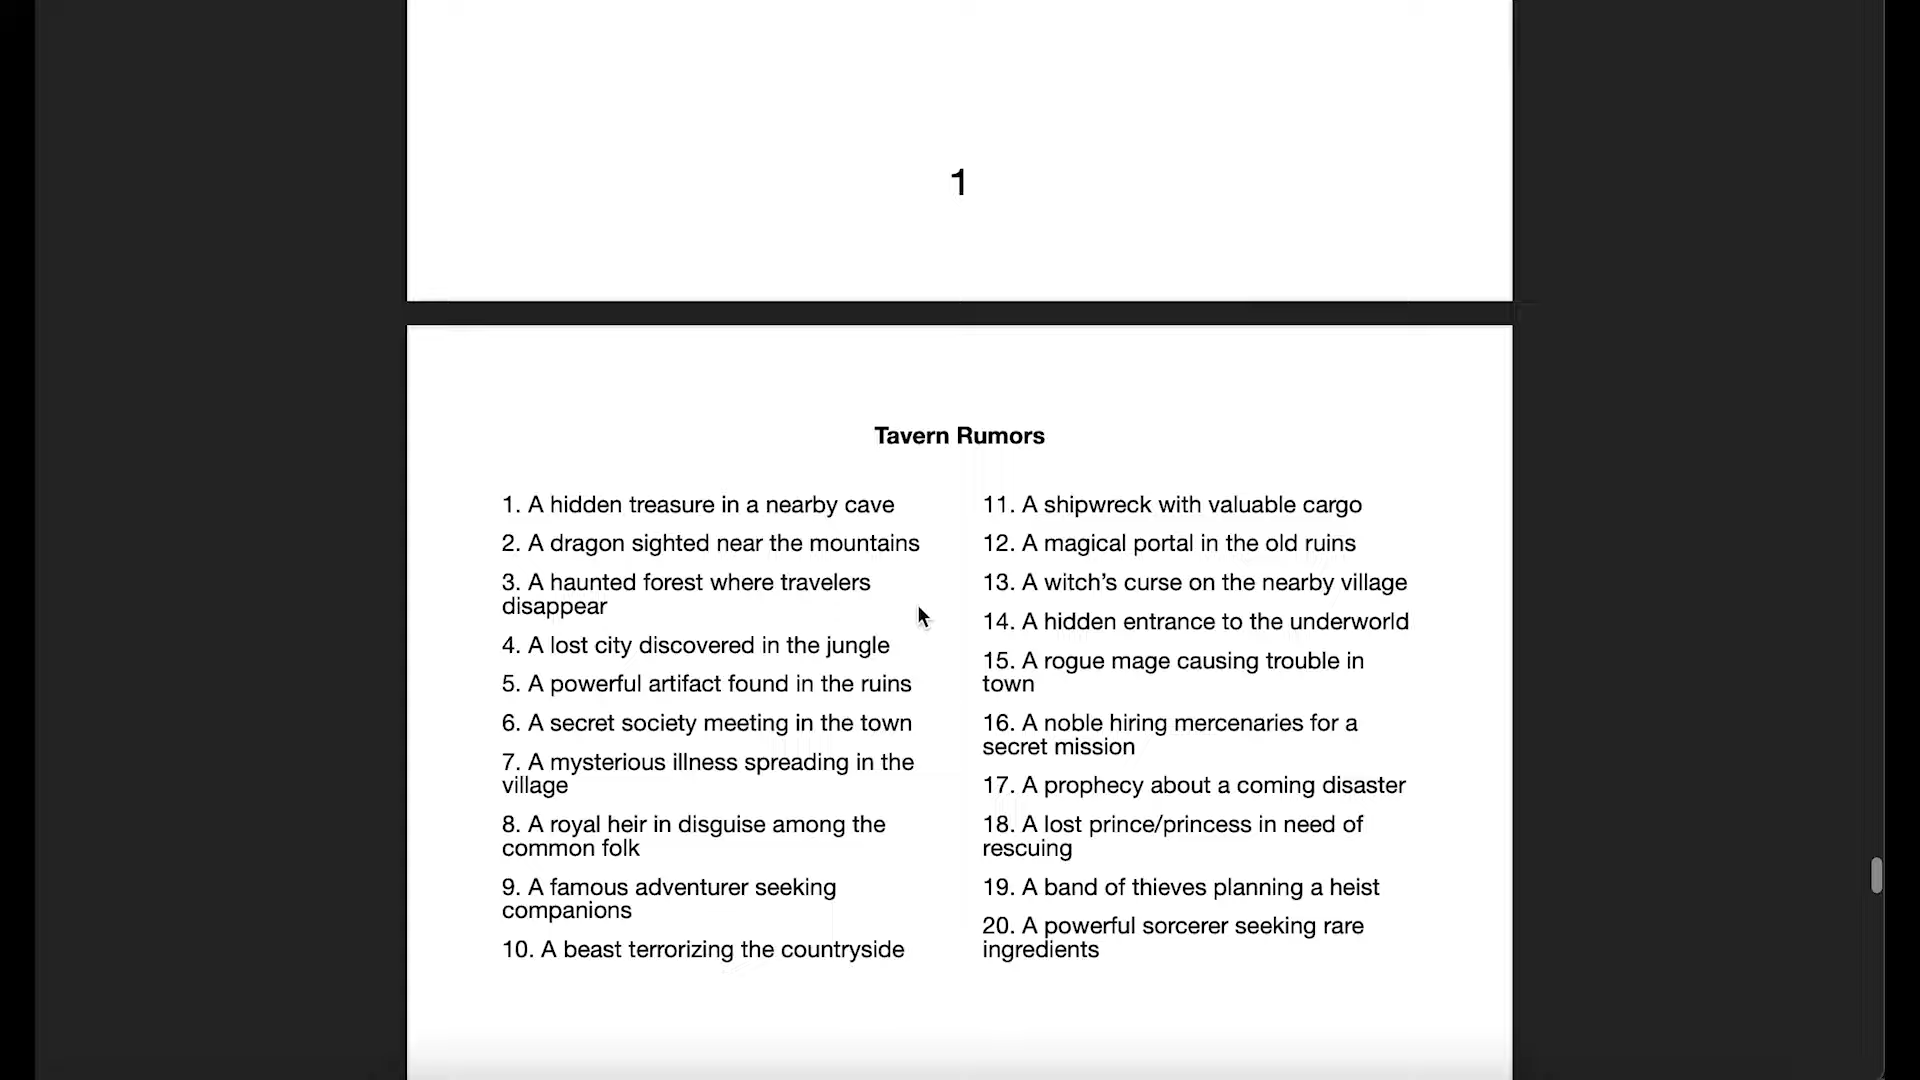 1
Tavern Rumors
1. A hidden treasure in a nearby cave
2. A dragon sighted near the mountains
3. A haunted forest where travelers
disappear
4. A lost city discovered in the jungle
5. A powerful artifact found in the ruins
6. A secret society meeting in the town
7. A mysterious illness spreading in the
village
8. A royal heir in disguise among the
common folk
9. A famous adventurer seeking
companions
10. A beast terrorizing the countryside
11. A shipwreck with valuable cargo
12. A magical portal in the old ruins
13. A witch’s curse on the nearby village
14. A hidden entrance to the underworld
15. A rogue mage causing trouble in
town
16. A noble hiring mercenaries for a
secret mission
17. A prophecy about a coming disaster
18. A lost prince/princess in need of
rescuing
19. A band of thieves planning a heist
20. A powerful sorcerer seeking rare
ingredients